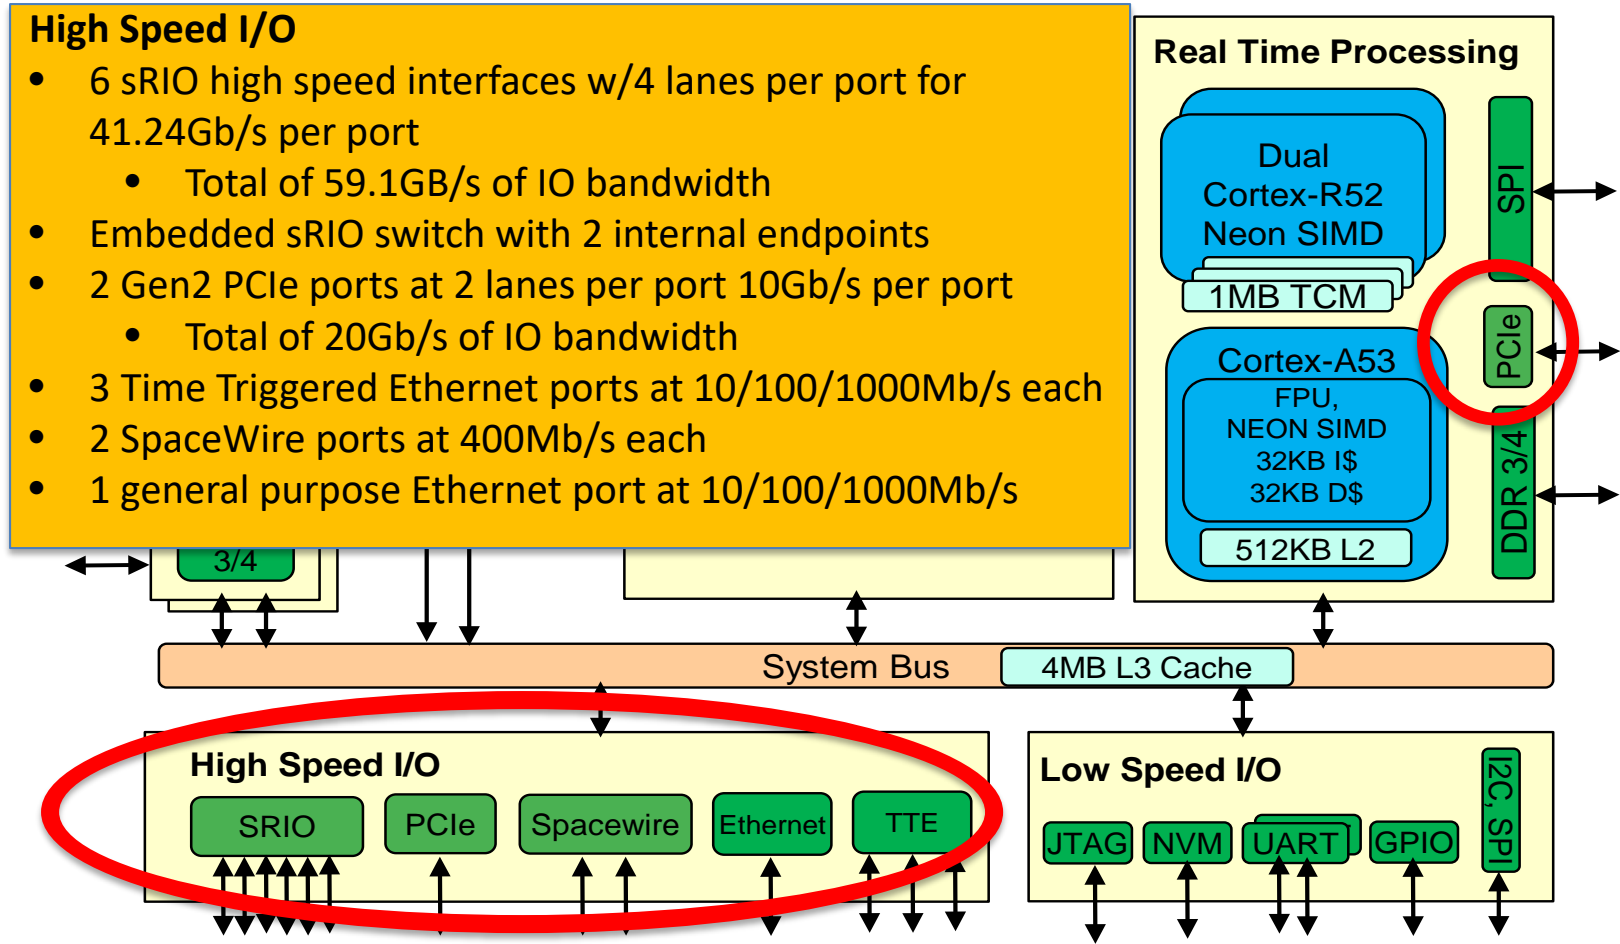 High Speed I/O
• 6 sRIO high speed interfaces w/4 lanes per port for
41.24Gb/s per port
• Total of 59.1GB/s of IO bandwidth
• Embedded sRIO switch with 2 internal endpoints
• 2 Gen2 PCIe ports at 2 lanes per port 10Gb/s per port
• Total of 20Gb/s of IO bandwidth
• 3 Time Triggered Ethernet ports at 10/100/1000Mb/s each
• 2 SpaceWire ports at 400Mb/s each
• 1 general purpose Ethernet port at 10/100/1000Mb/s
Real Time Processing
Dual
Cortex-R52
Neon SIMD
1MB TCM
SPI
PCIe
Cortex-A53
FPU,
NEON SIMD
32KB I$
32KB D$
512KB L2
DDR 3/4
3/4
System Bus
4MB L3 Cache
High Speed I/O
SRIO
PCIe
Spacewire
Ethernet
TTE
Low Speed I/O
JTAG
NVM
UART
GPIO
I2C, SPI